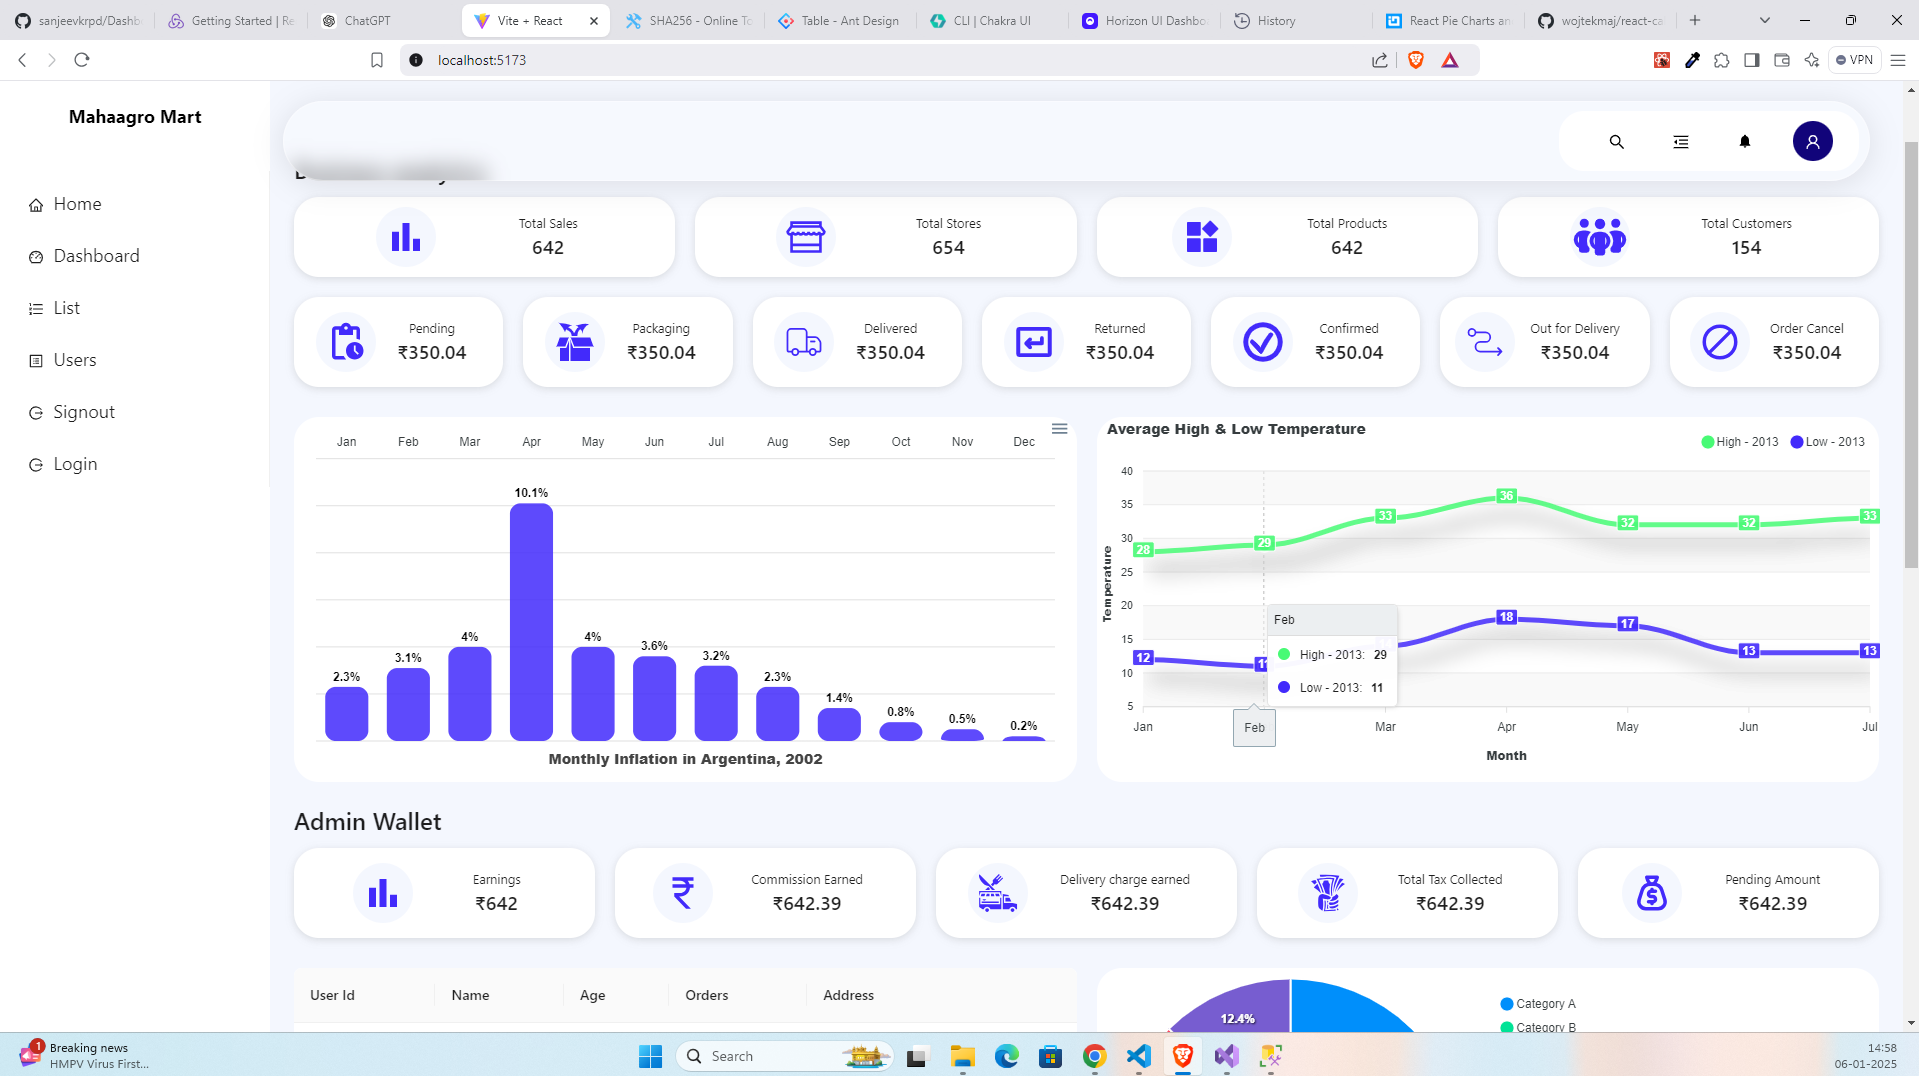 sanjeevkrpd/Dashb
Getting Started | Re
ChatGPT
Vite + React
SHA256 - Online To
Table - Ant Design
CLI | Chakra UI
Horizon UI Dashbo
History
React Pie Charts an
wojtekmaj/react-ca
localhost:5173
VPN
Mahaagro Mart
Home
Dashboard
List
Users
Signout
Login
Total Sales
642
Total Stores
654
Total Products
642
Total Customers
154
Pending
₹350.04
Packaging
₹350.04
Delivered
₹350.04
Returned
₹350.04
Confirmed
₹350.04
Out for Delivery
₹350.04
Order Cancel
₹350.04
Jan Feb Mar Apr May Jun Jul Aug Sep Oct Nov Dec
10.1%
4% 4%
3.6%
3.1% 3.2%
2.3% 2.3%
1.4%
0.8%
0.5%
0.2%
Monthly Inflation in Argentina, 2002
Average High & Low Temperature
High - 2013 Low - 2013
40
35
30
25
20
15
10
5
Temperature
28 29 33 36 32 32 33
12 11 18 17 13 13
Feb
High - 2013: 29
Low - 2013: 11
Jan Feb Mar Apr May Jun Jul
Month
Admin Wallet
Earnings
₹642
Commission Earned
₹642.39
Delivery charge earned
₹642.39
Total Tax Collected
₹642.39
Pending Amount
₹642.39
User Id Name Age Orders Address
12.4%
Category A
Category B
1
Breaking news
HMPV Virus First...
Search
14:58
06-01-2025